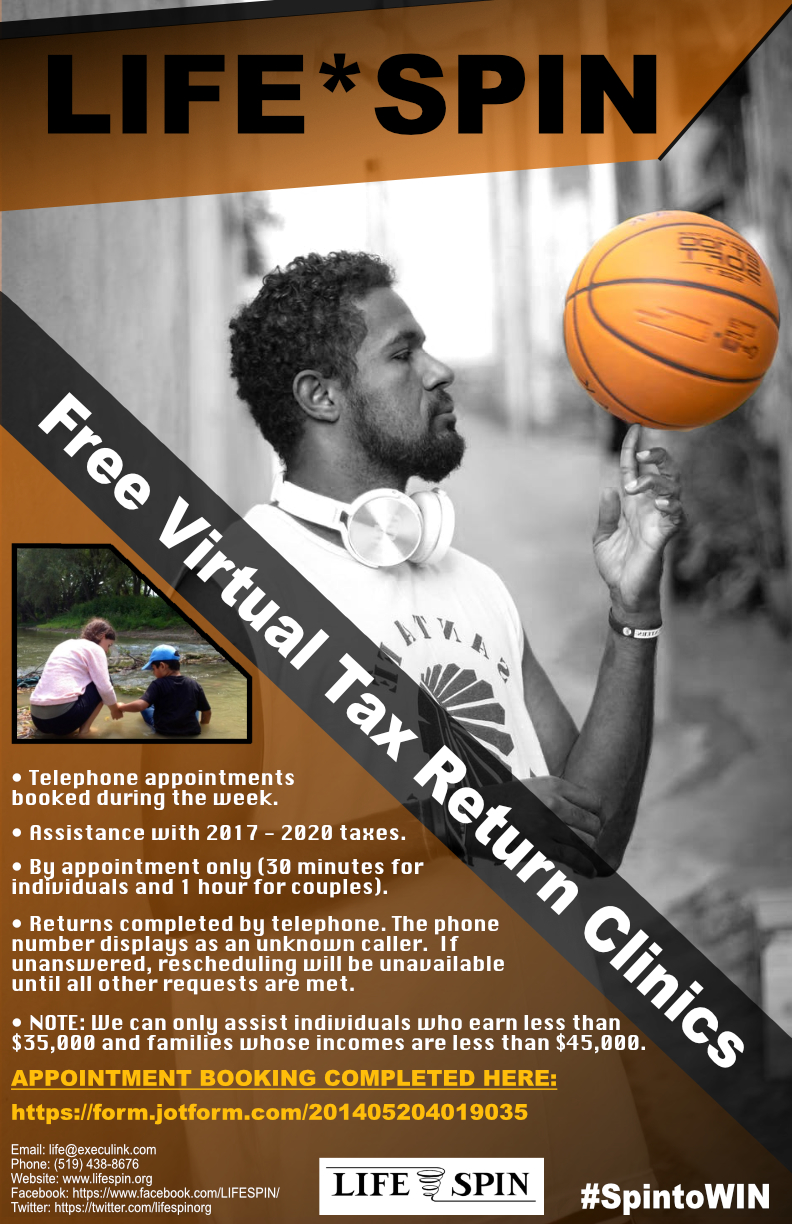 LIFE*SPIN
Free Virtual Tax Return Clinics
• Telephone appointments
booked during the week.
• Assistance with 2017 - 2020 taxes.
• By appointment only (30 minutes for
individuals and 1 hour for couples).
• Returns completed by telephone. The phone
number displays as an unknown caller.  If
unanswered, rescheduling will be unavailable
until all other requests are met.
• NOTE: We can only assist individuals who earn less than
$35,000 and families whose incomes are less than $45,000.
APPOINTMENT BOOKING COMPLETED HERE:
https://form.jotform.com/201405204019035
Email: life@execulink.com
Phone: (519) 438-8676
Website: www.lifespin.org
Facebook: https://www.facebook.com/LIFESPIN/
Twitter: https://twitter.com/lifespinorg
LIFE SPIN
#SpintoWIN